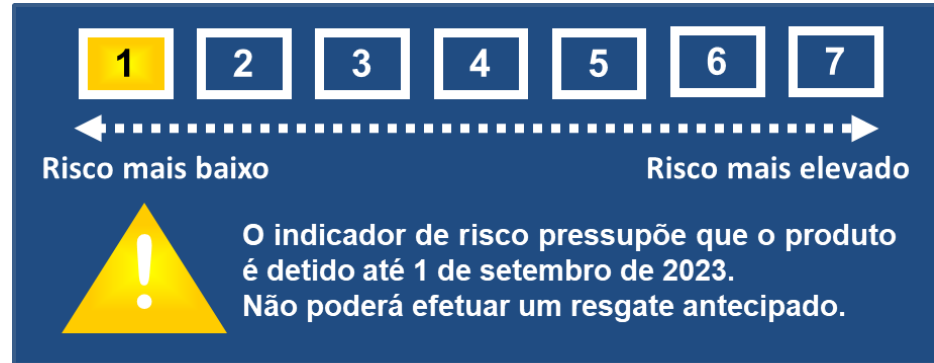 1 2 3 4 5 6 7
Risco mais baixo Risco mais elevado
!
O indicador de risco pressupõe que o produto
é detido até 1 de setembro de 2023.
Não poderá efetuar um resgate antecipado.